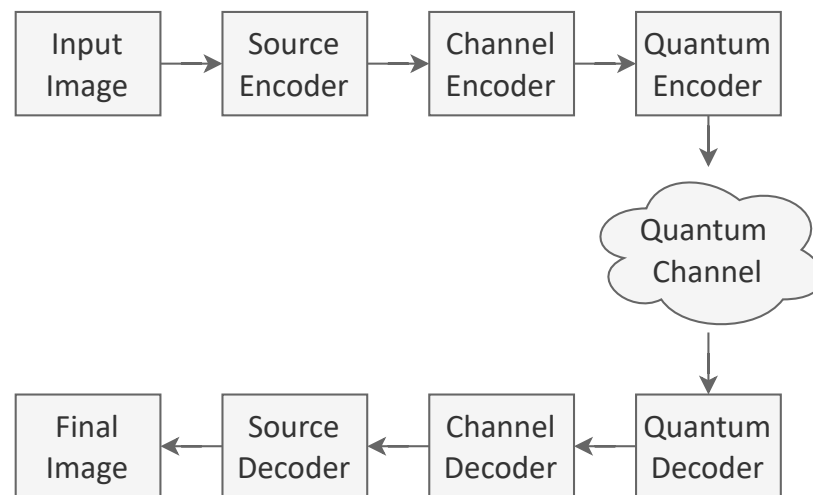 Input
Image
Source
Encoder
Channel
Encoder
Quantum
Encoder
Quantum
Channel
Final
Image
Source
Decoder
Channel
Decoder
Quantum
Decoder